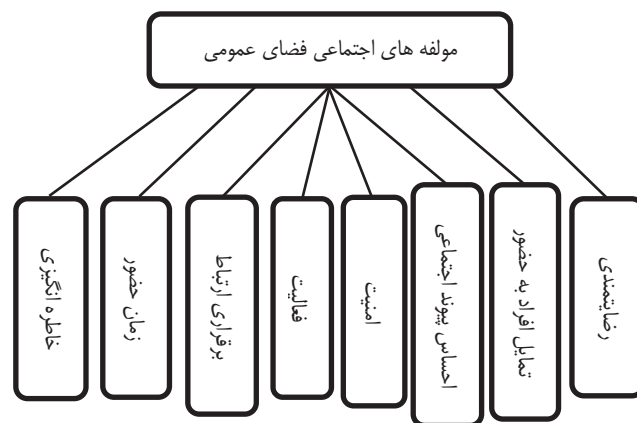 مولفه های اجتماعی فضای عمومی
رضایتمندی
تمایل افراد به حضور
احساس پیوند اجتماعی
امنیت
فعالیت
برقراری ارتباط
زمان حضور
خاطره انگیزی